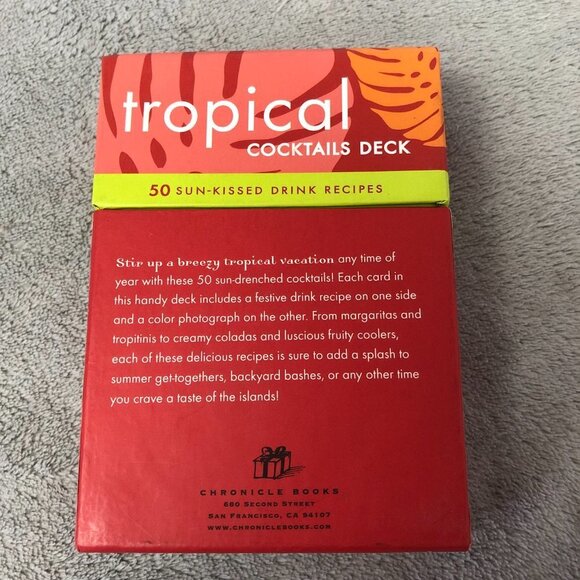 tropical
COCKTAILS DECK
50 SUN-KISSED DRINK RECIPES
Stir up a breezy tropical vacation any time of
year with these 50 sun-drenched cocktails! Each card in
this handy deck includes a festive drink recipe on one side
and a color photograph on the other. From margaritas and
tropitinis to creamy coladas and luscious fruity coolers,
each of these delicious recipes is sure to add a splash to
summer get-togethers, backyard bashes, or any other time
you crave a taste of the islands!
CHRONICLE BOOKS
680 SECOND STREET
SAN FRANCISCO, CA 94107
WWW.CHRONICLEBOOKS.COM